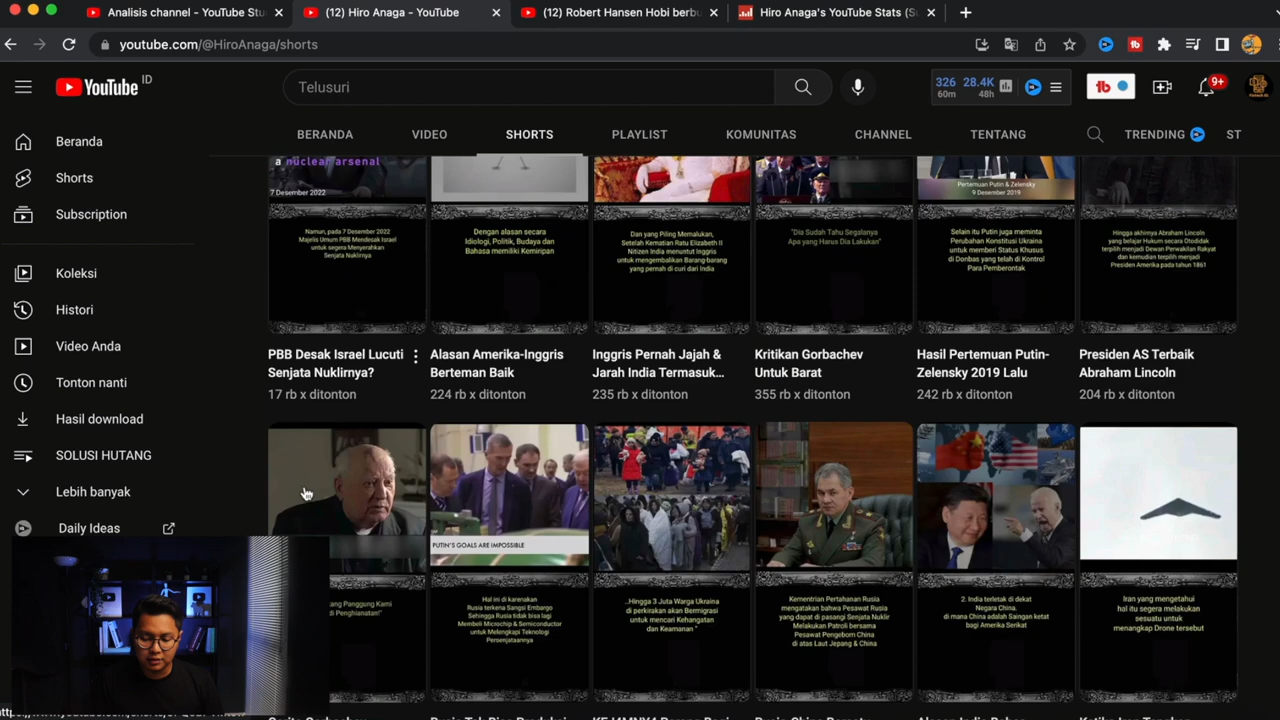 Analisis channel - YouTube Stu
(12) Hiro Anaga - YouTube
(12) Robert Hansen Hobi berbu
Hiro Anaga's YouTube Stats (S
youtube.com/@HiroAnaga/shorts
YouTube ID
Telusuri
326 28.4K
60m 48h
tb
9+
BERANDA VIDEO SHORTS PLAYLIST KOMUNITAS CHANNEL TENTANG TRENDING ST
Beranda
Shorts
Subscription
Koleksi
Histori
Video Anda
Tonton nanti
Hasil download
SOLUSI HUTANG
Lebih banyak
Daily Ideas
a nuclear arsenal
7 Desember 2022
Namun, pada 7 Desember 2022
Majlis Umum PBB Mendesak Israel
untuk segera Menyerahkan
Senjata Nuklirnya
PBB Desak Israel Lucuti
Senjata Nuklirnya?
17 rb x ditonton
Dengan alasan secara
Ideologi, Politik, Budaya dan
Bahasa memiliki Kemiripan
Alasan Amerika-Inggris
Berteman Baik
224 rb x ditonton
Dan yang Piling Memalukan,
Setelah Kematian Ratu Elizabeth II
Nitizen India menuntut Inggris
untuk mengembalikan Barang-barang
yang pernah di curi dari India
Inggris Pernah Jajah &
Jarah India Termasuk...
235 rb x ditonton
"Dia Sudah Tahu Segalanya
Apa yang Harus Dia Lakukan"
Kritikan Gorbachev
Untuk Barat
355 rb x ditonton
Pertemuan Putin & Zelensky
9 Desember 2019
Selain itu Putin juga meminta
Perubahan Konstitusi Ukraina
untuk memberi Status Khusus
di Donbas yang telah di Kontrol
Para Pemberontak
Hasil Pertemuan Putin-
Zelensky 2019 Lalu
242 rb x ditonton
Hingga akhirnya Abraham Lincoln
yang belajar Hukum secara Otodidak
terpilih menjadi Dewan Perwakilan Rakyat
dan kemudian terpilih menjadi
Presiden Amerika pada tahun 1861
Presiden AS Terbaik
Abraham Lincoln
204 rb x ditonton
ang Panggung Kami
i Penghianatan!"
PUTIN'S GOALS ARE IMPOSSIBLE
Hal ini di karenakan
Rusia terkena Sangsi Embargo
Sehingga Rusia tidak bisa lagi
Membeli Microchip & Semiconductor
untuk Melengkapi Teknologi
Persenjataannya
..Hingga 3 Juta Warga Ukraina
di perkirakan akan Bermigrasi
untuk mencari Kehangatan
dan Keamanan "
Kementrian Pertahanan Rusia
mengatakan bahwa Pesawat Rusia
yang dapat di pasangi Senjata Nuklir
Melakukan Patroli bersama
Pesawat Pengebom China
di atas Laut Jepang & China
2. India terletak di dekat
Negara China.
di mana China adalah Saingan ketat
bagi Amerika Serikat
Iran yang mengetahui
hal itu segera melakukan
sesuatu untuk
menangkap Drone tersebut